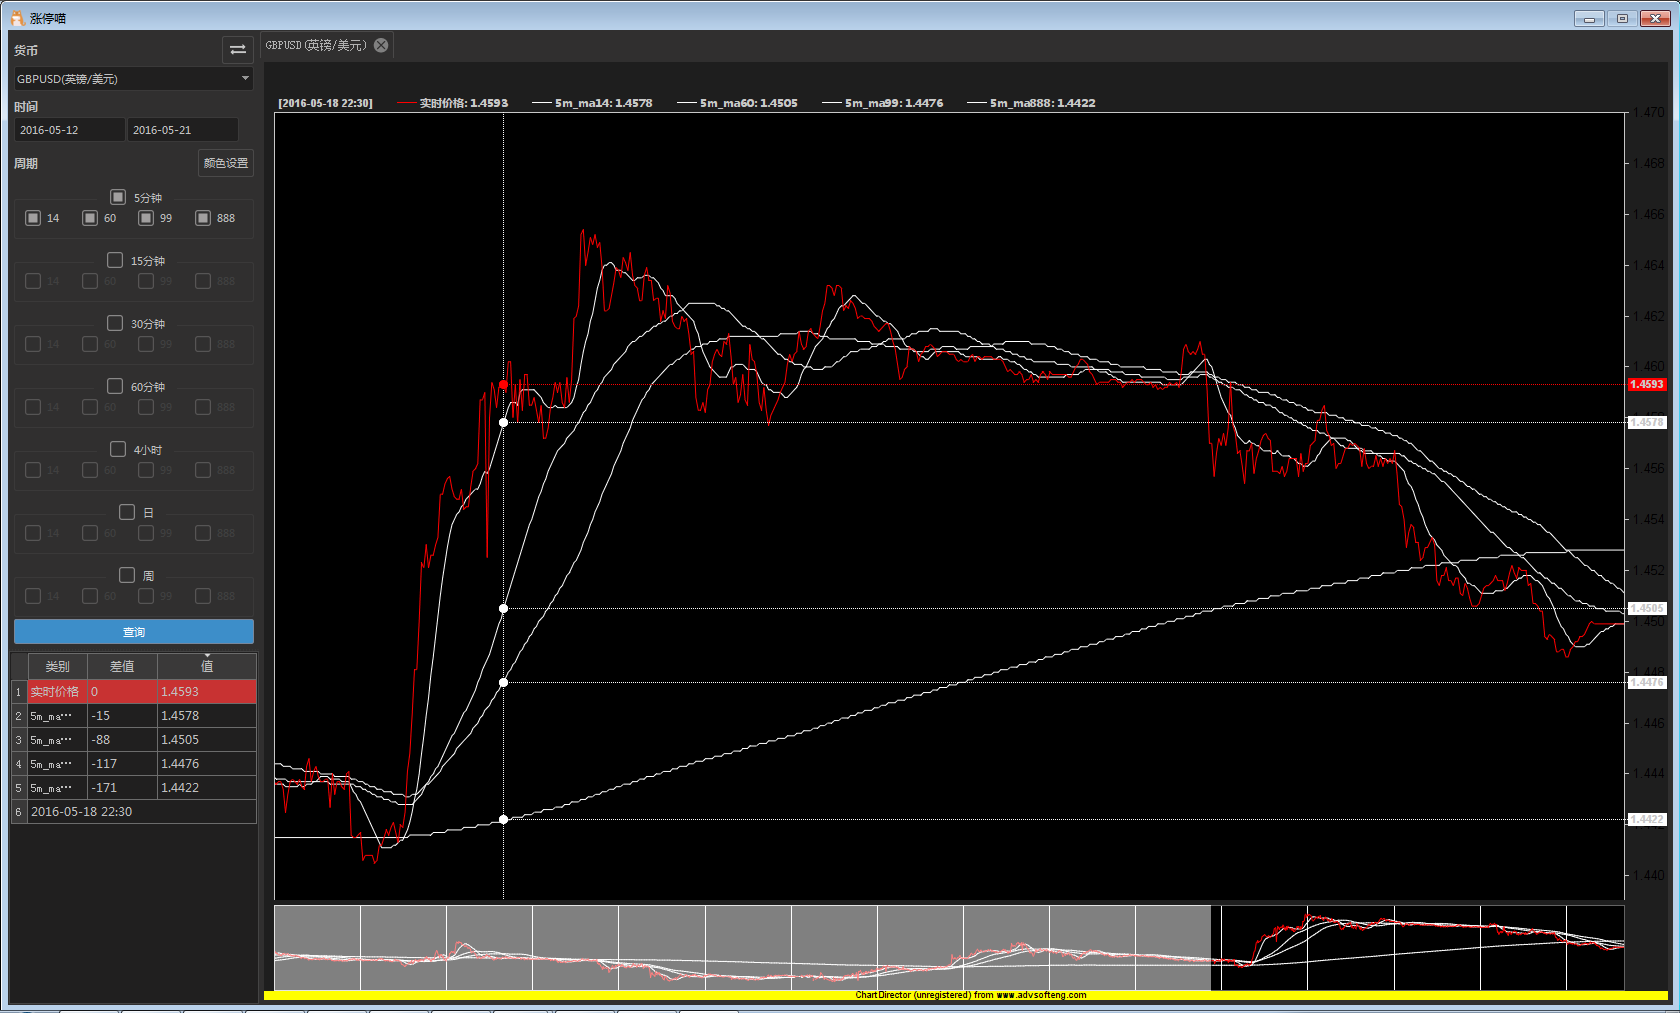 涨停喵
货币
GBPUSD(英镑/美元)
GBPUSD(英镑/美元)
时间
2016-05-12 2016-05-21
周期 颜色设置
5分钟
14 60 99 888
15分钟
14 60 99 888
30分钟
14 60 99 888
60分钟
14 60 99 888
4小时
14 60 99 888
日
14 60 99 888
周
14 60 99 888
查询
类别 差值 值
1 实时价格 0 1.4593
2 5m_ma… -15 1.4578
3 5m_ma… -88 1.4505
4 5m_ma… -117 1.4476
5 5m_ma… -171 1.4422
6 2016-05-18 22:30
[2016-05-18 22:30] 实时价格: 1.4593 5m_ma14: 1.4578 5m_ma60: 1.4505 5m_ma99: 1.4476 5m_ma888: 1.4422
1.470
1.468
1.466
1.464
1.462
1.460
1.4593
1.4578
1.456
1.454
1.452
1.4505
1.450
1.448
1.4476
1.446
1.444
1.4422
1.440
ChartDirector (unregistered) from www.advsofteng.com